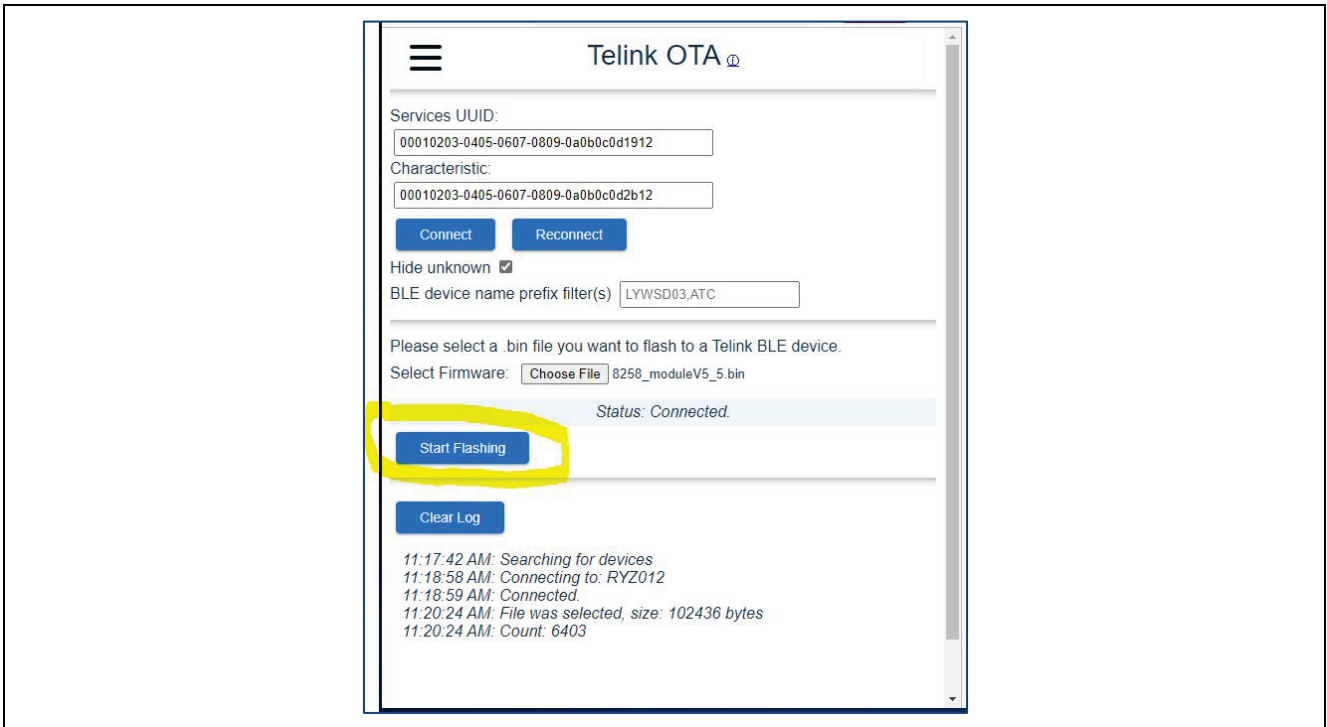 Telink OTA ⓘ
Services UUID:
00010203-0405-0607-0809-0a0b0c0d1912
Characteristic:
00010203-0405-0607-0809-0a0b0c0d2b12
Connect Reconnect
Hide unknown
BLE device name prefix filter(s) LYWSD03,ATC
Please select a .bin file you want to flash to a Telink BLE device.
Select Firmware: Choose File 8258_moduleV5_5.bin
Status: Connected.
Start Flashing
Clear Log
11:17:42 AM: Searching for devices
11:18:58 AM: Connecting to: RYZ012
11:18:59 AM: Connected.
11:20:24 AM: File was selected, size: 102436 bytes
11:20:24 AM: Count: 6403